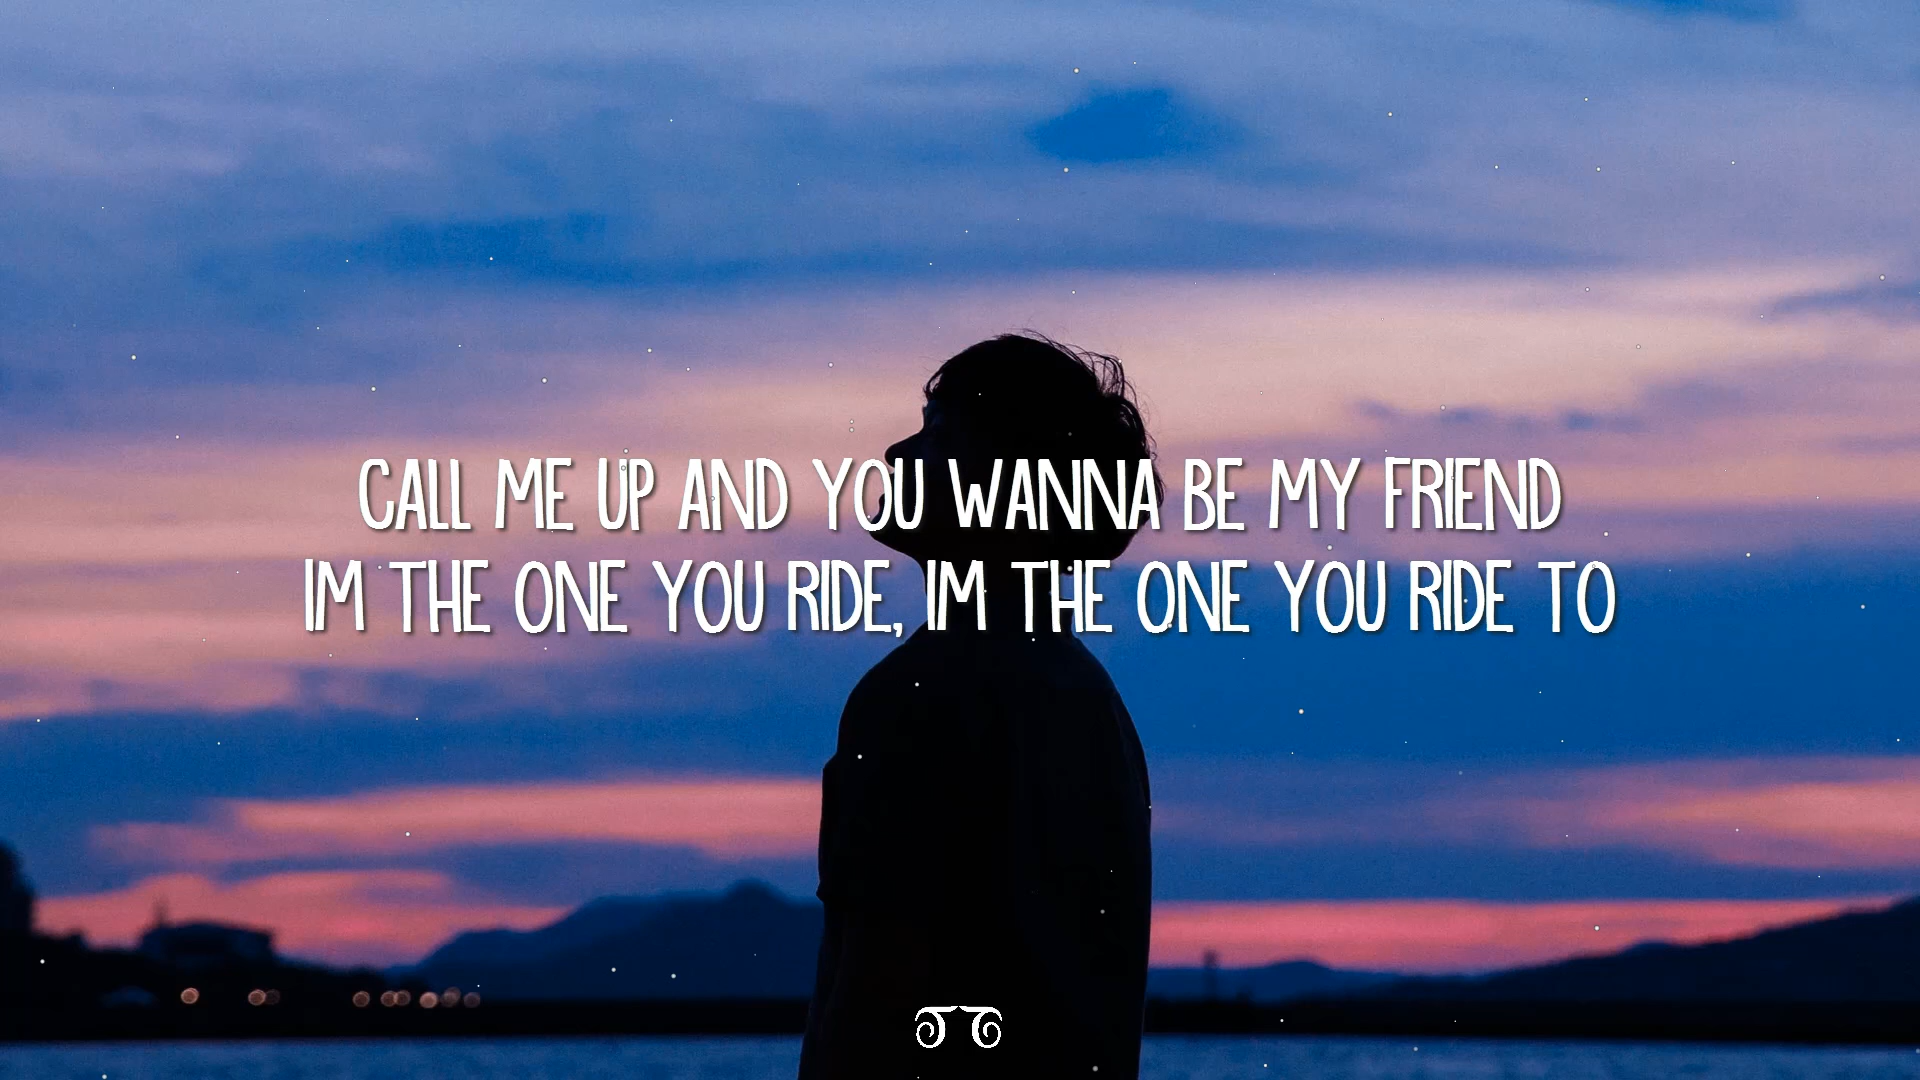 CALL ME UP AND YOU WANNA BE MY FRIEND
IM THE ONE YOU RIDE, IM THE ONE YOU RIDE TO